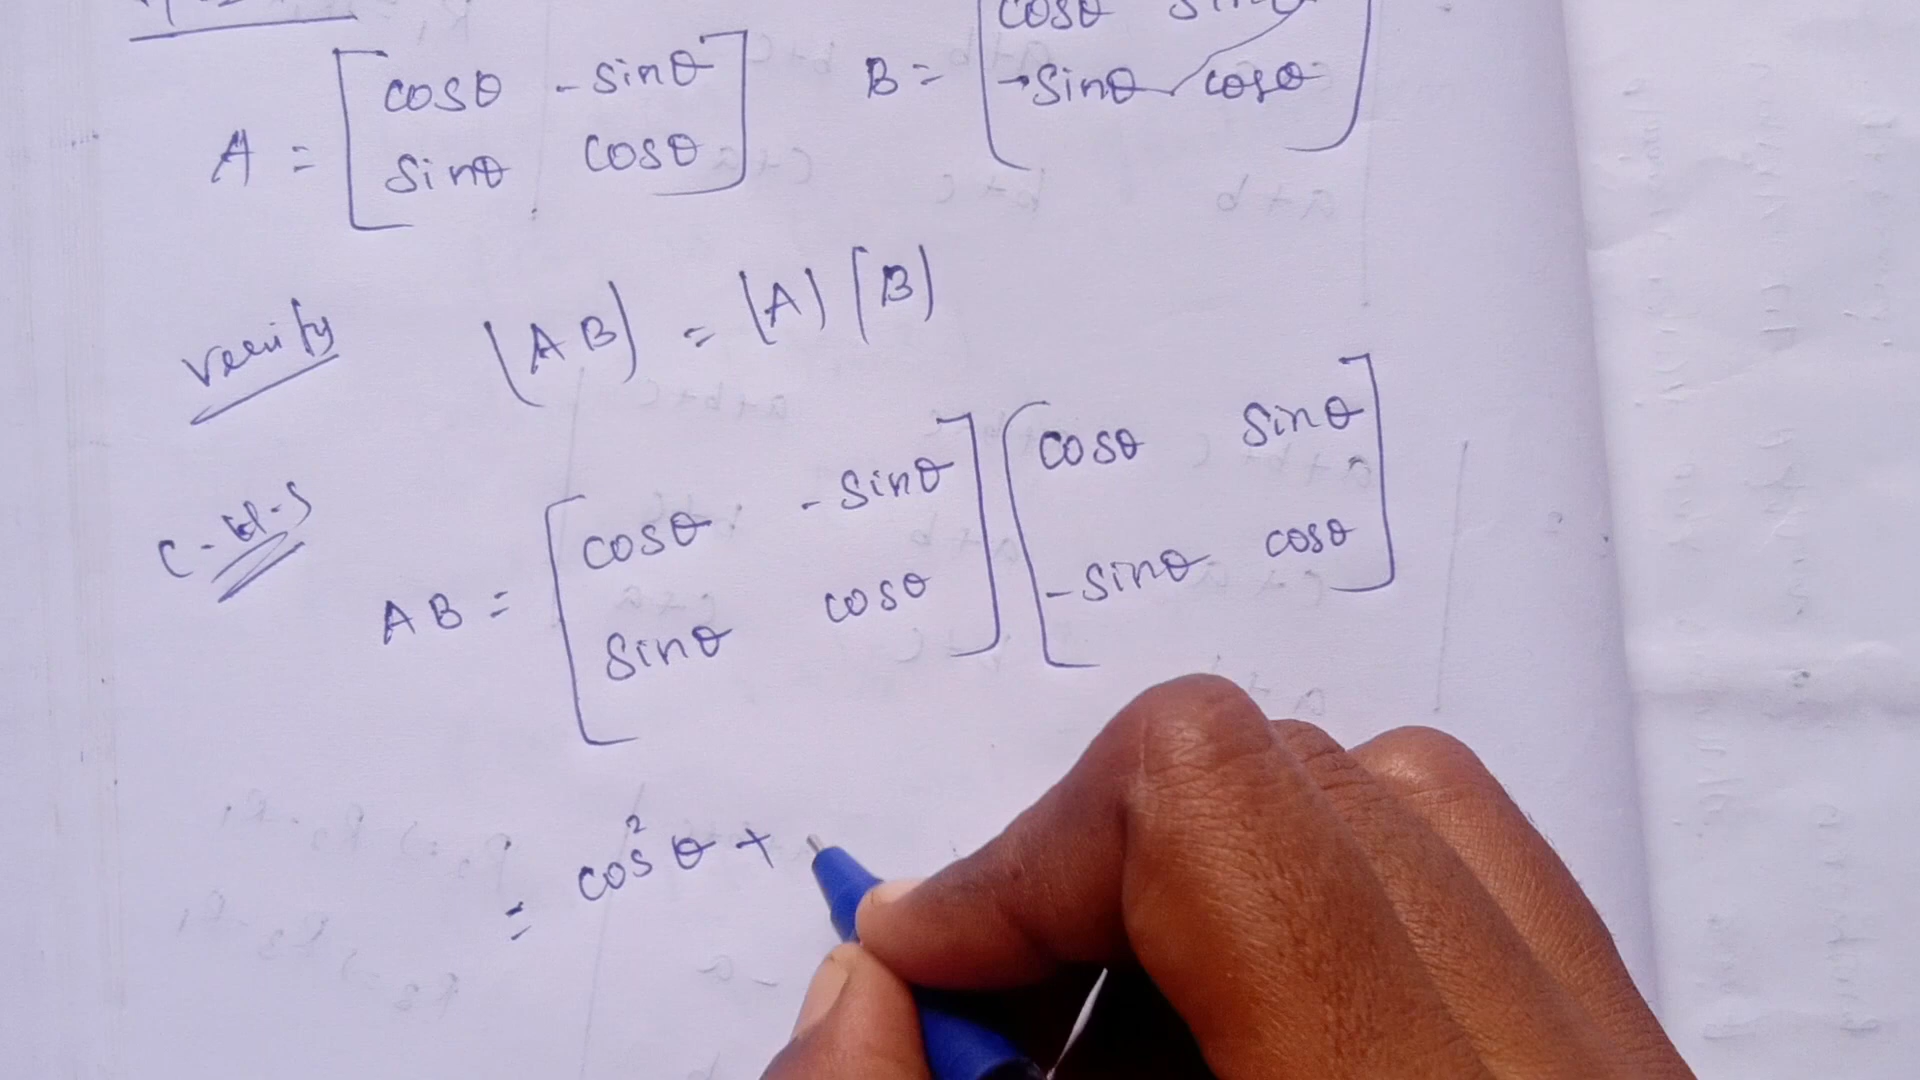 A = [ cosθ -sinθ B = [ cosθ
sinθ cosθ ] -sinθ cosθ ]
verify |AB| = |A| |B|
AB = [ cosθ -sinθ ] [ cosθ sinθ
sinθ cosθ ] -sinθ cosθ ]
= cos²θ +